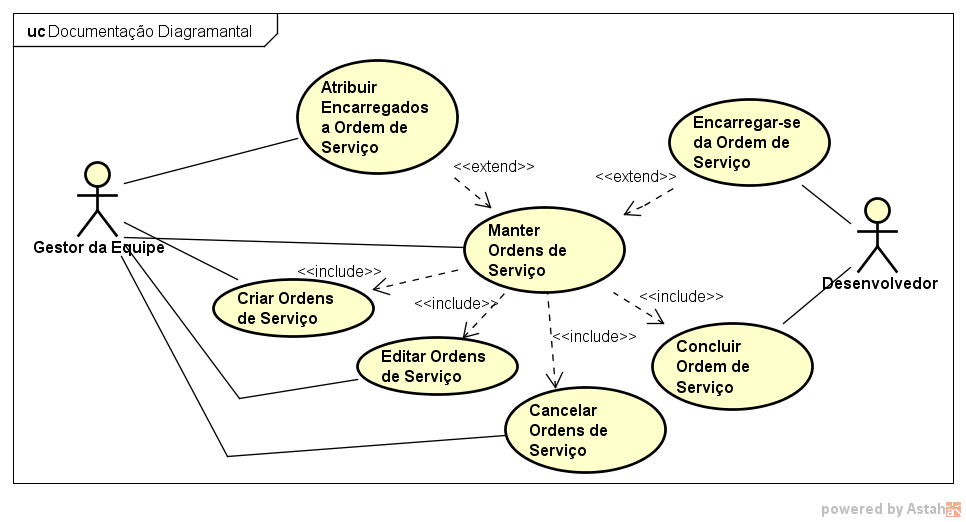 uc Documentação Diagramantal
Atribuir
Encarregados
a Ordem de
Serviço
Encarregar-se
da Ordem de
Serviço
<<extend>>
<<extend>>
Gestor da Equipe
Manter
Ordens de
Serviço
Desenvolvedor
<<include>>
Criar Ordens
de Serviço
<<include>>
<<include>>
<<include>>
Editar Ordens
de Serviço
Concluir
Ordem de
Serviço
Cancelar
Ordens de
Serviço
powered by Astah